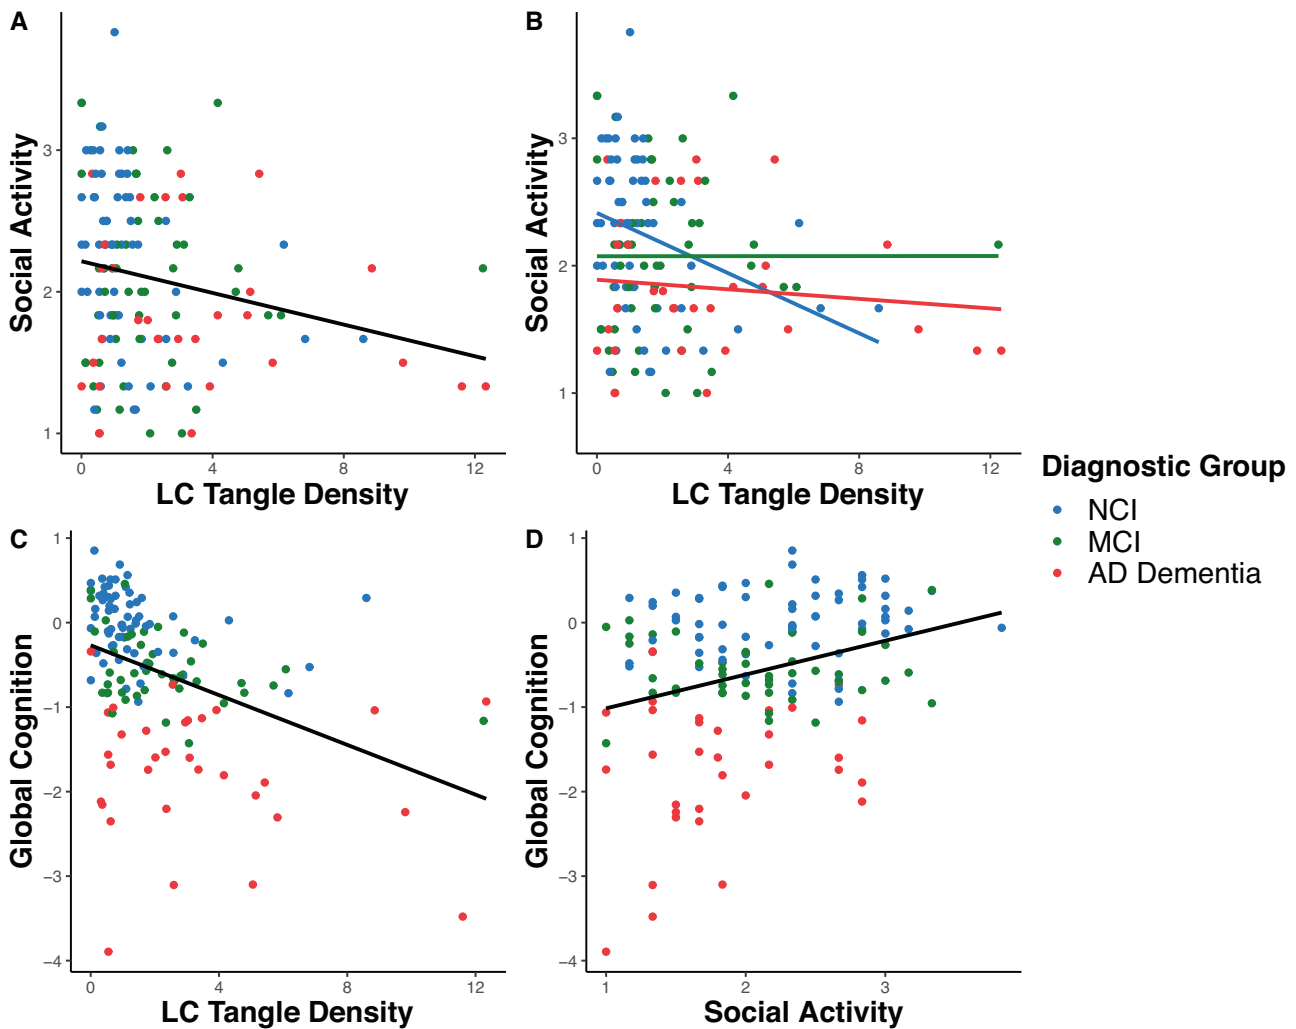 A
Social Activity
3
2
1
0 4 8 12
LC Tangle Density
B
Social Activity
3
2
1
0 4 8 12
LC Tangle Density
Diagnostic Group
NCI
MCI
AD Dementia
C
Global Cognition
1
0
−1
−2
−3
−4
0 4 8 12
LC Tangle Density
D
Global Cognition
1
0
−1
−2
−3
−4
1 2 3
Social Activity